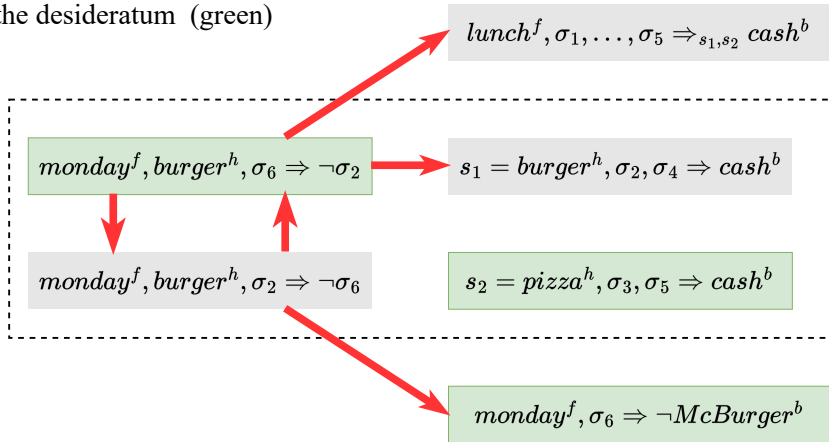 the desideratum (green)
lunch^f, σ_1, …, σ_5 ⇒_{s_1,s_2} cash^b
monday^f, burger^h, σ_6 ⇒ ¬σ_2
s_1 = burger^h, σ_2, σ_4 ⇒ cash^b
monday^f, burger^h, σ_2 ⇒ ¬σ_6
s_2 = pizza^h, σ_3, σ_5 ⇒ cash^b
monday^f, σ_6 ⇒ ¬McBurger^b